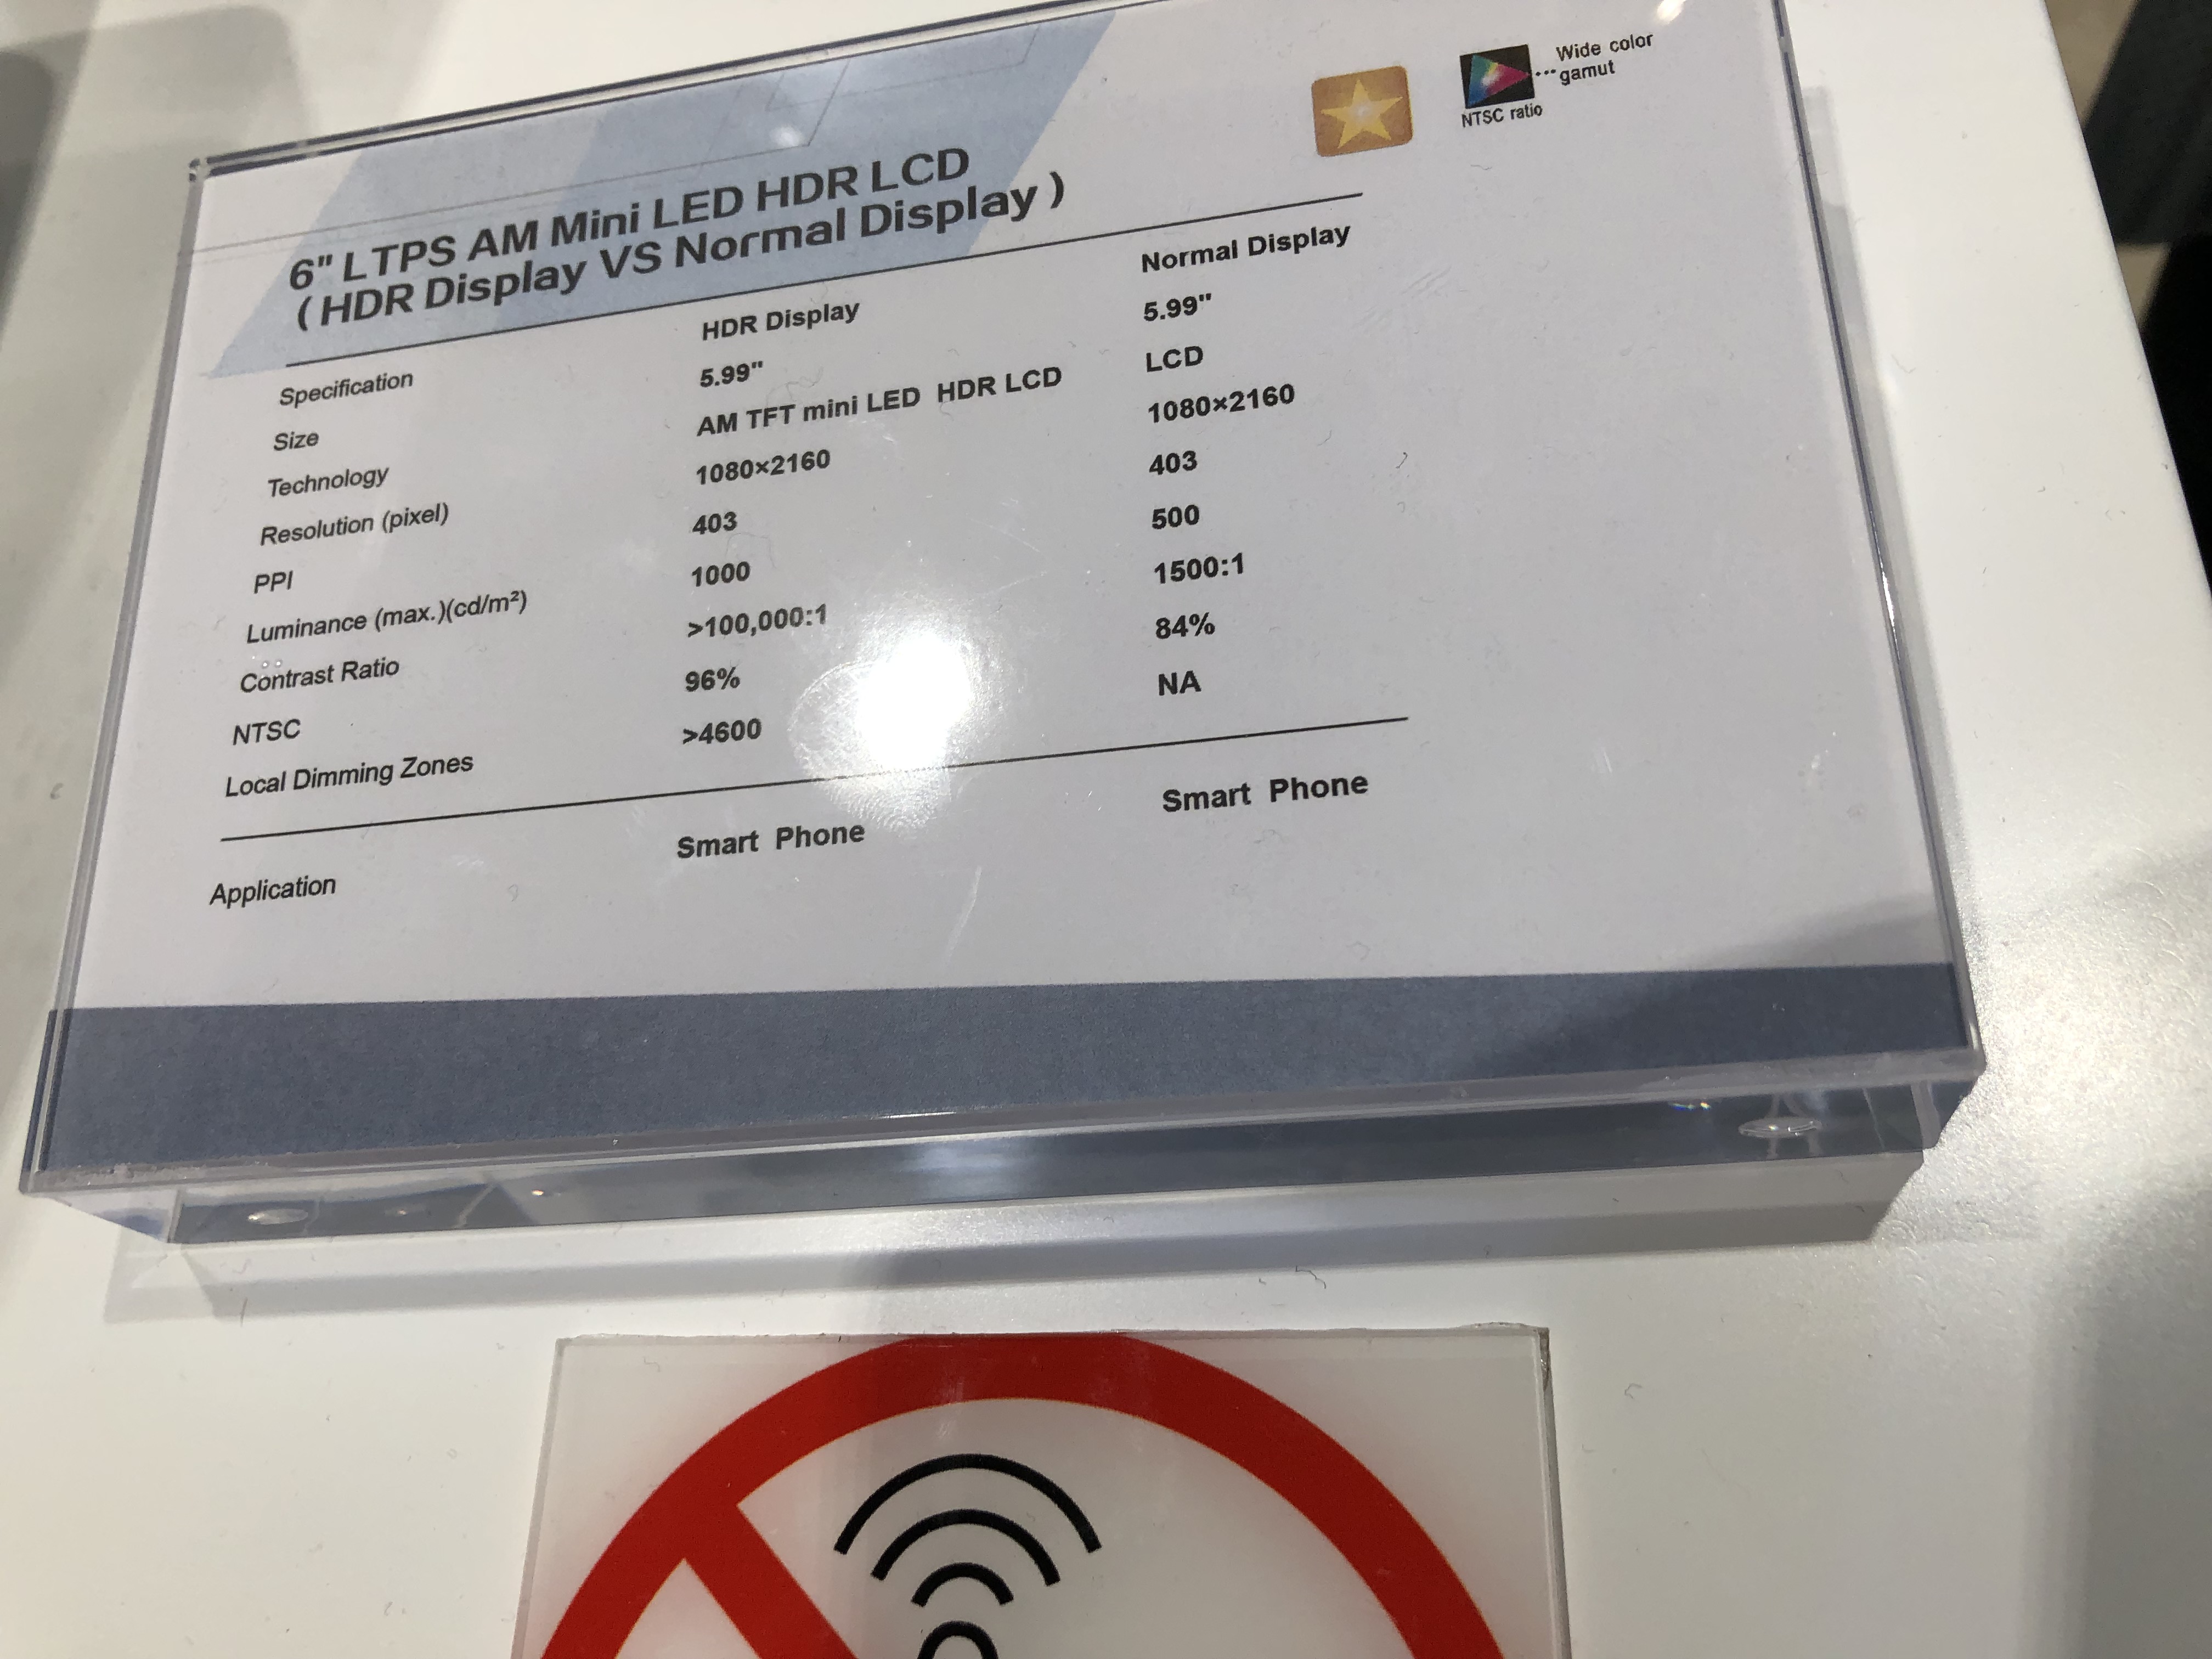 6" LTPS AM Mini LED HDR LCD
( HDR Display VS Normal Display )
Wide color
gamut
NTSC ratio
Specification HDR Display Normal Display
Size 5.99" 5.99"
Technology AM TFT mini LED HDR LCD LCD
Resolution (pixel) 1080×2160 1080×2160
PPI 403 403
Luminance (max.)(cd/m²) 1000 500
Contrast Ratio >100,000:1 1500:1
NTSC 96% 84%
Local Dimming Zones >4600 NA
Application Smart Phone Smart Phone